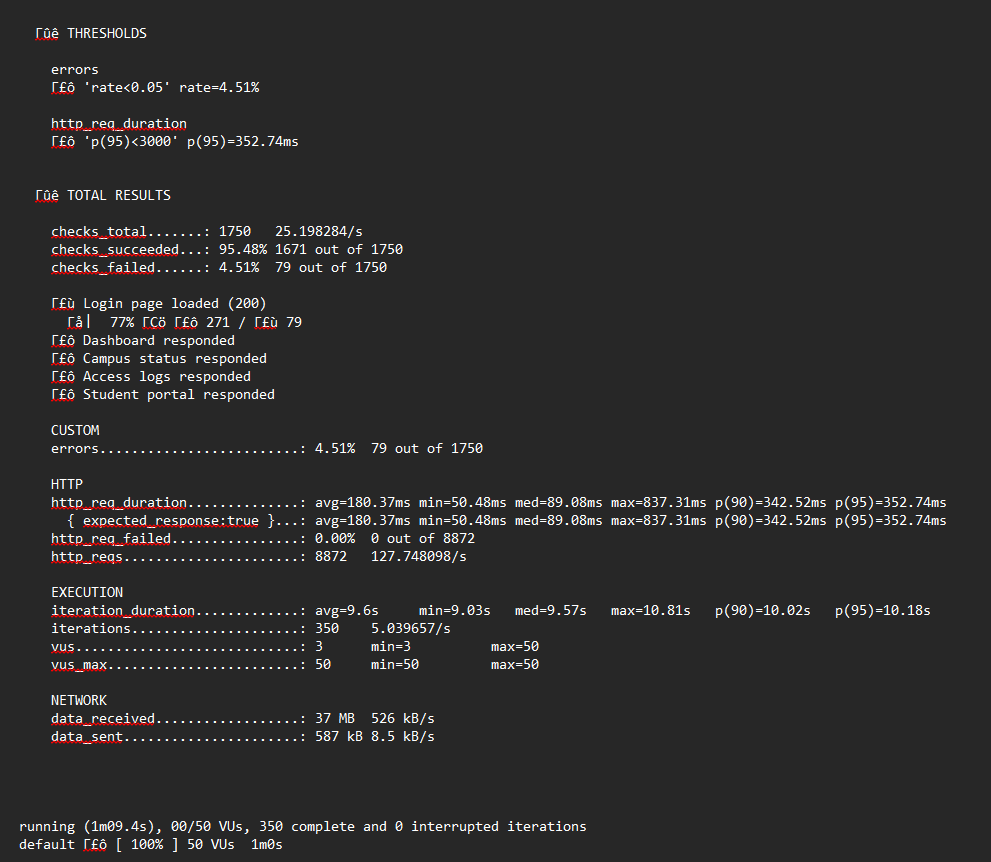 Γûê THRESHOLDS
errors
Γ£ô 'rate<0.05' rate=4.51%
http_req_duration
Γ£ô 'p(95)<3000' p(95)=352.74ms
Γûê TOTAL RESULTS
checks_total.......: 1750   25.198284/s
checks_succeeded...: 95.48% 1671 out of 1750
checks_failed......: 4.51%  79 out of 1750
Γ£ù Login page loaded (200)
Γå│  77% ΓÇö Γ£ô 271 / Γ£ù 79
Γ£ô Dashboard responded
Γ£ô Campus status responded
Γ£ô Access logs responded
Γ£ô Student portal responded
CUSTOM
errors.........................: 4.51%  79 out of 1750
HTTP
http_req_duration..............: avg=180.37ms min=50.48ms med=89.08ms max=837.31ms p(90)=342.52ms p(95)=352.74ms
{ expected_response:true }...: avg=180.37ms min=50.48ms med=89.08ms max=837.31ms p(90)=342.52ms p(95)=352.74ms
http_req_failed................: 0.00%  0 out of 8872
http_reqs......................: 8872   127.748098/s
EXECUTION
iteration_duration.............: avg=9.6s     min=9.03s   med=9.57s   max=10.81s   p(90)=10.02s   p(95)=10.18s
iterations.....................: 350    5.039657/s
vus............................: 3      min=3          max=50
vus_max........................: 50     min=50         max=50
NETWORK
data_received..................: 37 MB  526 kB/s
data_sent......................: 587 kB 8.5 kB/s
running (1m09.4s), 00/50 VUs, 350 complete and 0 interrupted iterations
default Γ£ô [ 100% ] 50 VUs  1m0s